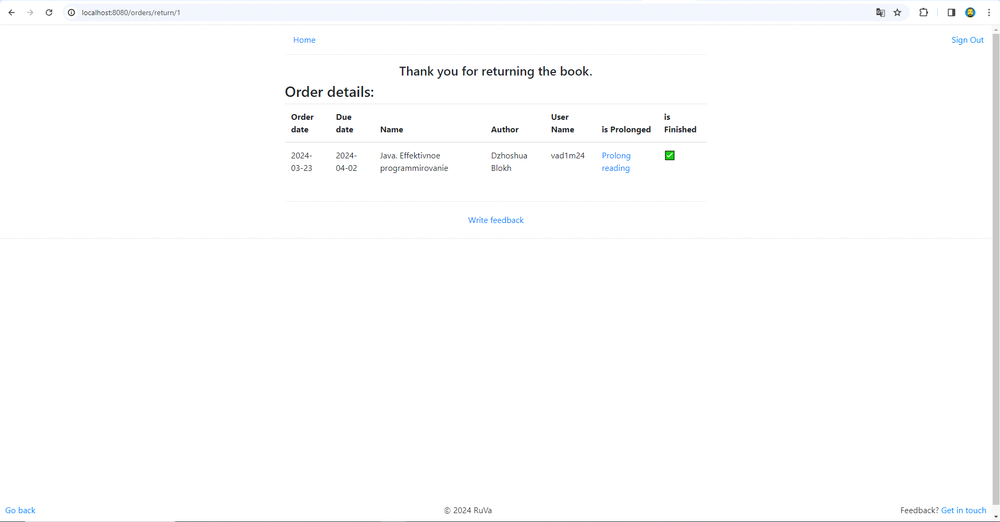 localhost:8080/orders/return/1
Home
Sign Out
Thank you for returning the book.
Order details:
Order date
Due date
Name
Author
User Name
is Prolonged
is Finished
2024-03-23
2024-04-02
Java. Effektivnoe programmirovanie
Dzhoshua Blokh
vad1m24
Prolong reading
Write feedback
Go back
© 2024 RuVa
Feedback? Get in touch